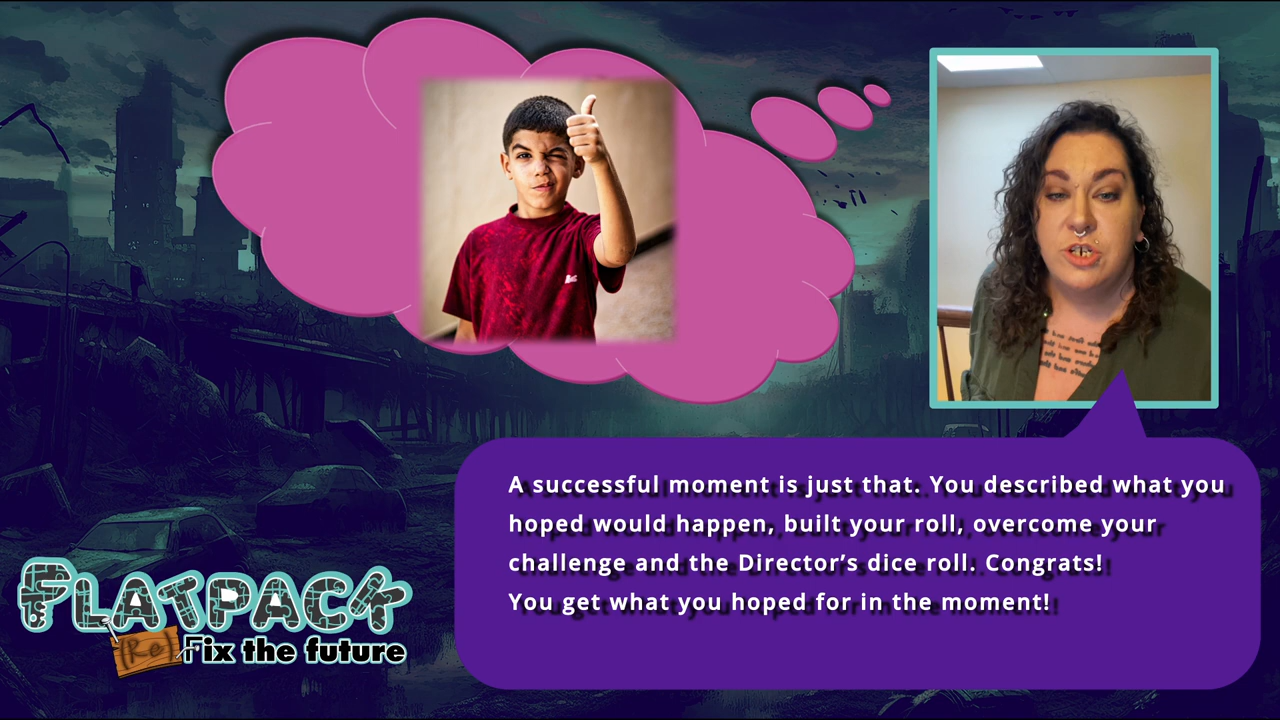 A successful moment is just that. You described what you
hoped would happen, built your roll, overcome your
challenge and the Director’s dice roll. Congrats!
You get what you hoped for in the moment!
FLATPACK
(Re) Fix the future